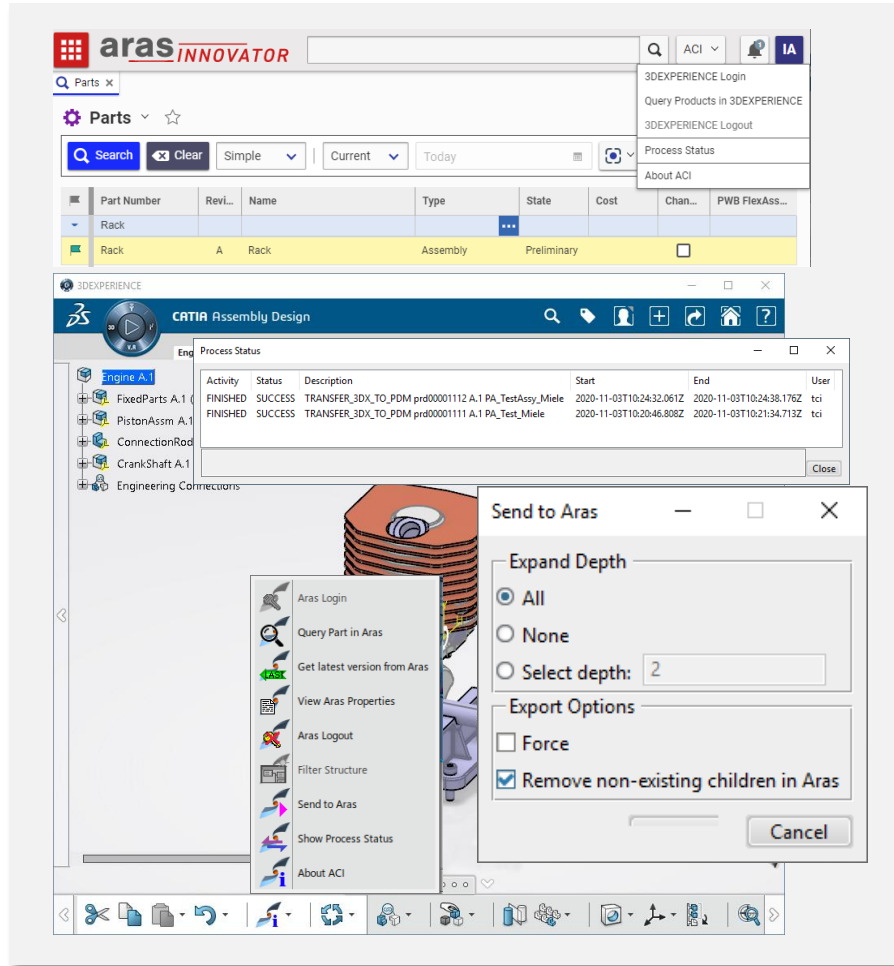 aras INNOVATOR
ACI
IA
Parts ×
3DEXPERIENCE Login
Query Products in 3DEXPERIENCE
3DEXPERIENCE Logout
Process Status
About ACI
Parts
Search Clear Simple Current Today
Part Number Revi... Name Type State Cost Chan... PWB FlexAss...
Rack
Rack A Rack Assembly Preliminary
3DEXPERIENCE
CATIA Assembly Design
3D
V.R
Eng
Process Status
Activity Status Description Start End User
FINISHED SUCCESS TRANSFER_3DX_TO_PDM prd00001112 A.1 PA_TestAssy_Miele 2020-11-03T10:24:32.061Z 2020-11-03T10:24:38.176Z tci
FINISHED SUCCESS TRANSFER_3DX_TO_PDM prd00001111 A.1 PA_Test_Miele 2020-11-03T10:20:46.808Z 2020-11-03T10:21:34.713Z tci
Close
Engine A.1
FixedParts A.1 (
PistonAssm A.1
ConnectionRod
CrankShaft A.1
Engineering Connections
Aras Login
Query Part in Aras
Get latest version from Aras
View Aras Properties
Aras Logout
Filter Structure
Send to Aras
Show Process Status
About ACI
Send to Aras
Expand Depth
All
None
Select depth: 2
Export Options
Force
Remove non-existing children in Aras
Cancel